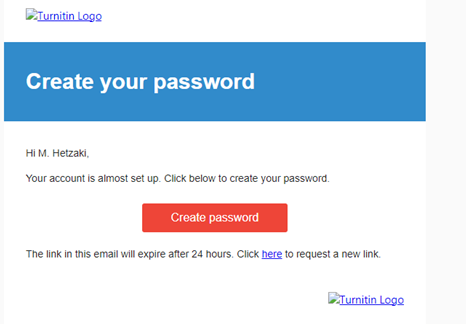 Turnitin Logo
Create your password
Hi M. Hetzaki,
Your account is almost set up. Click below to create your password.
Create password
The link in this email will expire after 24 hours. Click here to request a new link.
Turnitin Logo